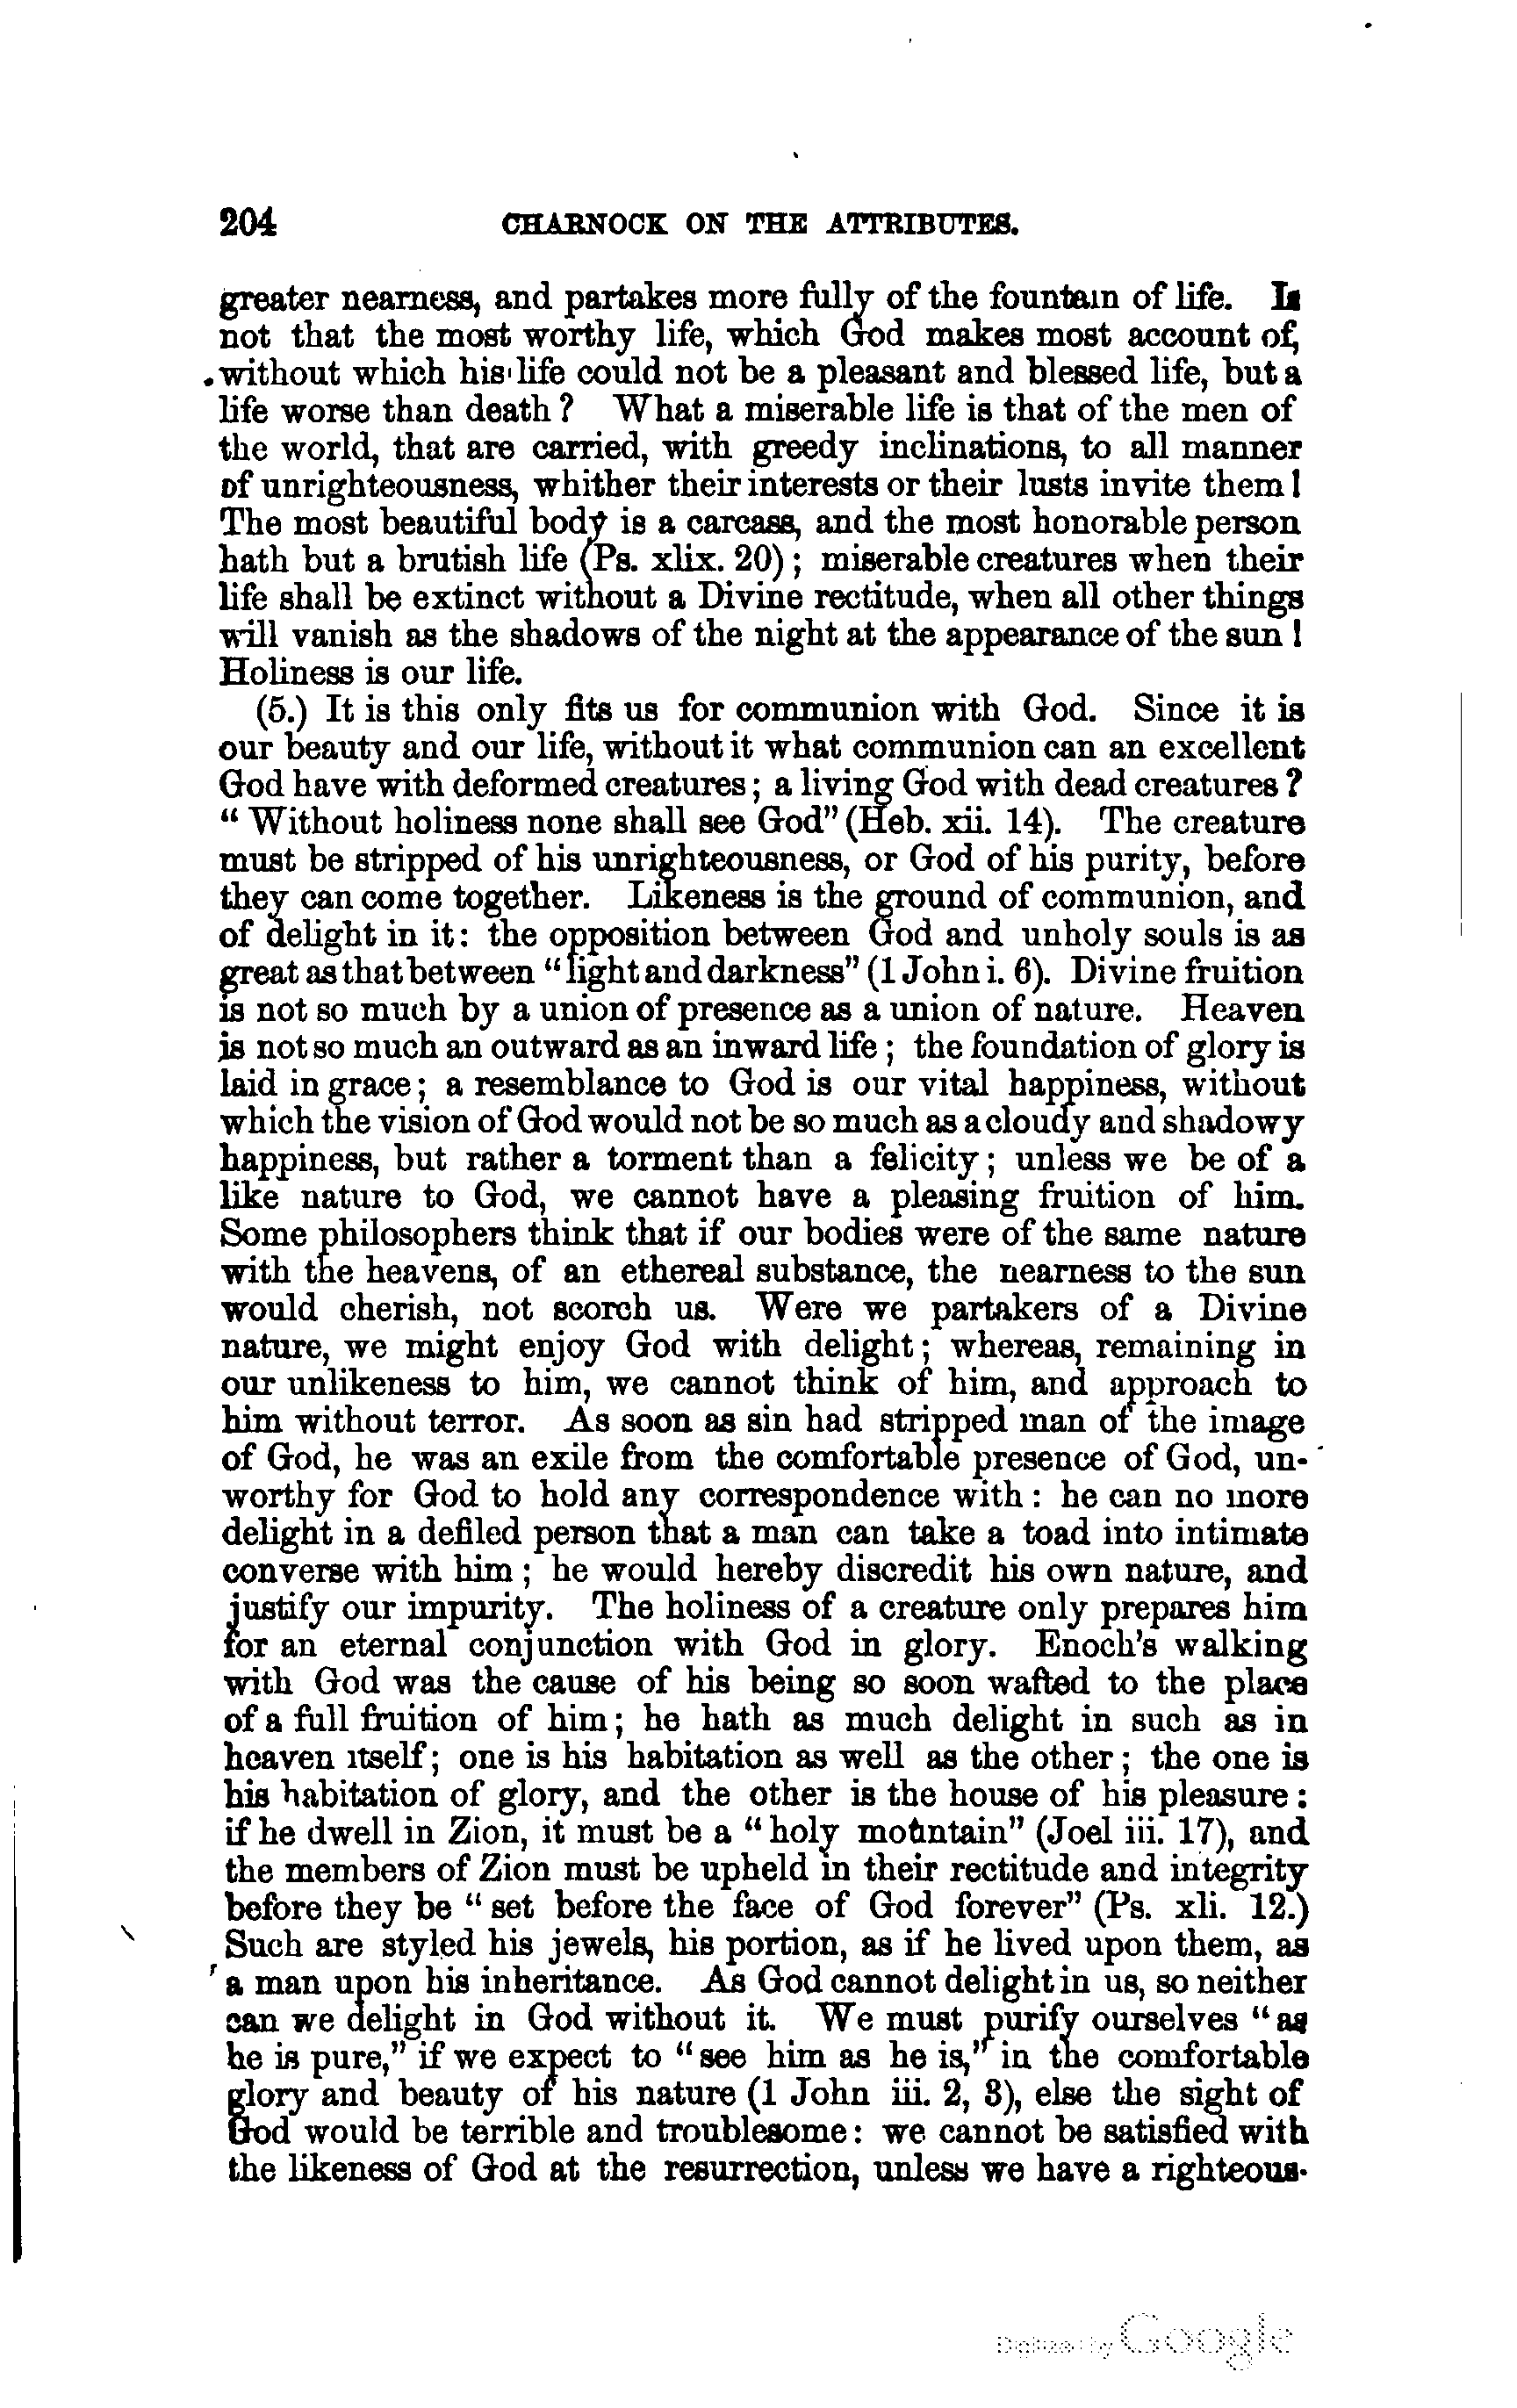 204 CHARNOCK ON THE ATTRIBUTES.
greater nearness, and partakes more fully of the fountain of life. Is
not that the most worthy life, which God makes most account of,
without which his life could not be a pleasant and blessed life, but a
life worse than death? What a miserable life is that of the men of
the world, that are carried, with greedy inclinations, to all manner
of unrighteousness, whither their interests or their lusts invite them!
The most beautiful body is a carcass, and the most honorable person
hath but a brutish life (Ps. xlix. 20); miserable creatures when their
life shall be extinct without a Divine rectitude, when all other things
will vanish as the shadows of the night at the appearance of the sun!
Holiness is our life.
(5.) It is this only fits us for communion with God. Since it is
our beauty and our life, without it what communion can an excellent
God have with deformed creatures; a living God with dead creatures?
"Without holiness none shall see God" (Heb. xii. 14). The creature
must be stripped of his unrighteousness, or God of his purity, before
they can come together. Likeness is the ground of communion, and
of delight in it: the opposition between God and unholy souls is as
great as that between "light and darkness" (1 John i. 6). Divine fruition
is not so much by a union of presence as a union of nature. Heaven
is not so much an outward as an inward life; the foundation of glory is
laid in grace; a resemblance to God is our vital happiness, without
which the vision of God would not be so much as a cloudy and shadowy
happiness, but rather a torment than a felicity; unless we be of a
like nature to God, we cannot have a pleasing fruition of him.
Some philosophers think that if our bodies were of the same nature
with the heavens, of an ethereal substance, the nearness to the sun
would cherish, not scorch us. Were we partakers of a Divine
nature, we might enjoy God with delight; whereas, remaining in
our unlikeness to him, we cannot think of him, and approach to
him without terror. As soon as sin had stripped man of the image
of God, he was an exile from the comfortable presence of God, un-
worthy for God to hold any correspondence with: he can no more
delight in a defiled person that a man can take a toad into intimate
converse with him; he would hereby discredit his own nature, and
justify our impurity. The holiness of a creature only prepares him
for an eternal conjunction with God in glory. Enoch's walking
with God was the cause of his being so soon wafted to the place
of a full fruition of him; he hath as much delight in such as in
heaven itself; one is his habitation as well as the other; the one is
his habitation of glory, and the other is the house of his pleasure:
if he dwell in Zion, it must be a "holy mountain" (Joel iii. 17), and
the members of Zion must be upheld in their rectitude and integrity
before they be "set before the face of God forever" (Ps. xli. 12.)
Such are styled his jewels, his portion, as if he lived upon them, as
a man upon his inheritance. As God cannot delight in us, so neither
can we delight in God without it. We must purify ourselves "as
he is pure," if we expect to "see him as he is," in the comfortable
glory and beauty of his nature (1 John iii. 2, 3), else the sight of
God would be terrible and troublesome: we cannot be satisfied with
the likeness of God at the resurrection, unless we have a righteous-
Digitized by Google